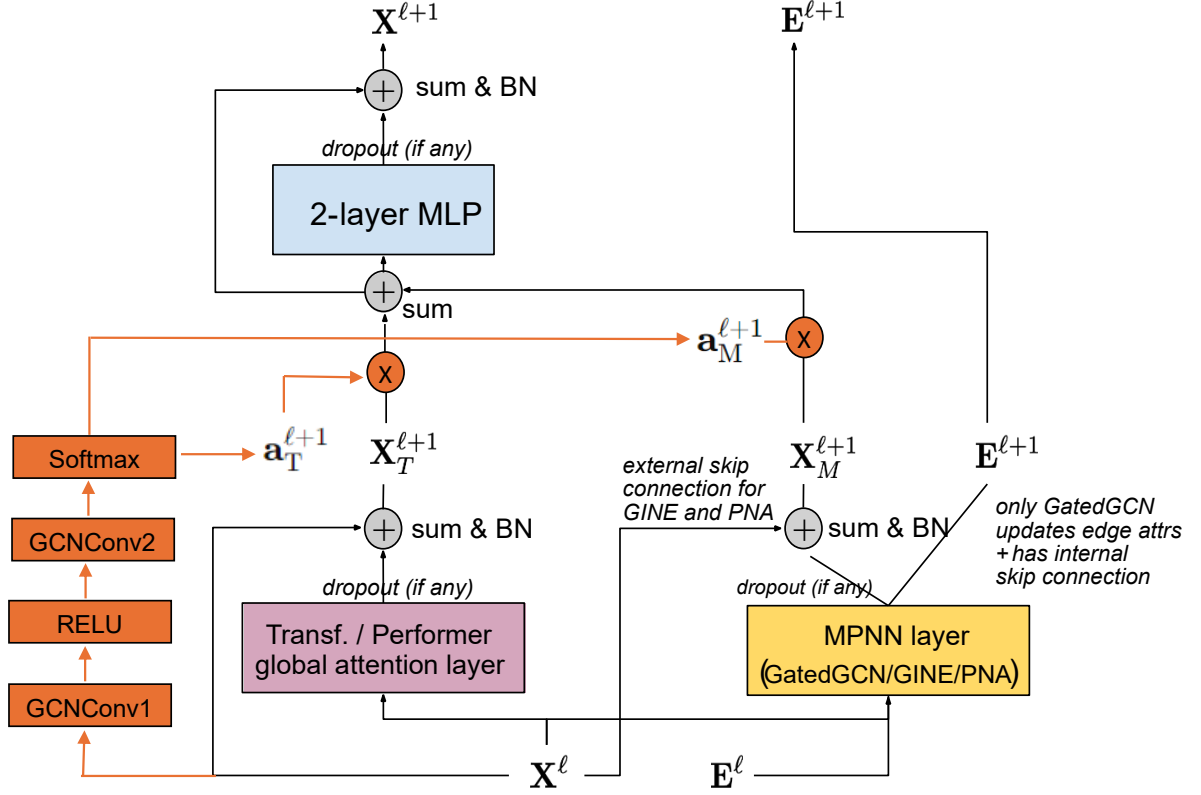 X^{ℓ+1}
E^{ℓ+1}
+
sum & BN
dropout (if any)
2-layer MLP
+
sum
x
a_M^{ℓ+1}
x
Softmax
a_T^{ℓ+1}
X_T^{ℓ+1}
X_M^{ℓ+1}
E^{ℓ+1}
external skip
connection for
GINE and PNA
GCNConv2
+
sum & BN
+
sum & BN
only GatedGCN
updates edge attrs
+has internal
skip connection
dropout (if any)
dropout (if any)
RELU
Transf. / Performer
global attention layer
MPNN layer
(GatedGCN/GINE/PNA)
GCNConv1
X^ℓ
E^ℓ